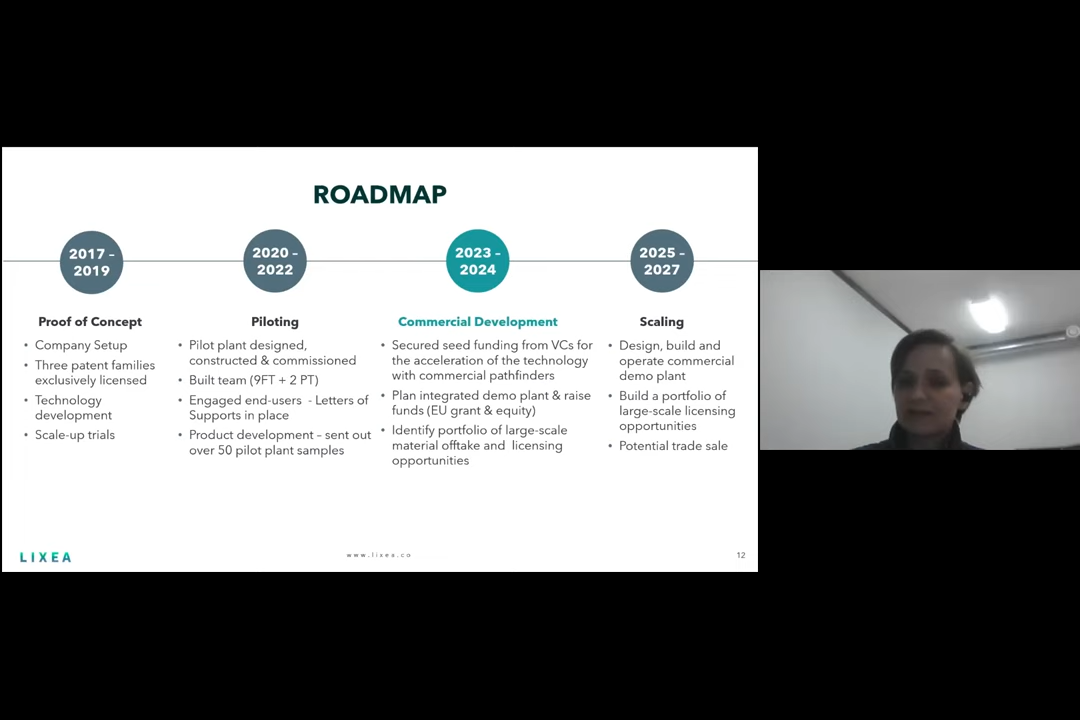 ROADMAP
2017 –
2019
Proof of Concept
• Company Setup
• Three patent families
exclusively licensed
• Technology
development
• Scale-up trials
2020 –
2022
Piloting
• Pilot plant designed,
constructed & commissioned
• Built team (9FT + 2 PT)
• Engaged end-users - Letters of
Supports in place
• Product development – sent out
over 50 pilot plant samples
2023 –
2024
Commercial Development
• Secured seed funding from VCs for
the acceleration of the technology
with commercial pathfinders
• Plan integrated demo plant & raise
funds (EU grant & equity)
• Identify portfolio of large-scale
material offtake and licensing
opportunities
2025 –
2027
Scaling
• Design, build and
operate commercial
demo plant
• Build a portfolio of
large-scale licensing
opportunities
• Potential trade sale
LIXEA
www.lixea.co
12